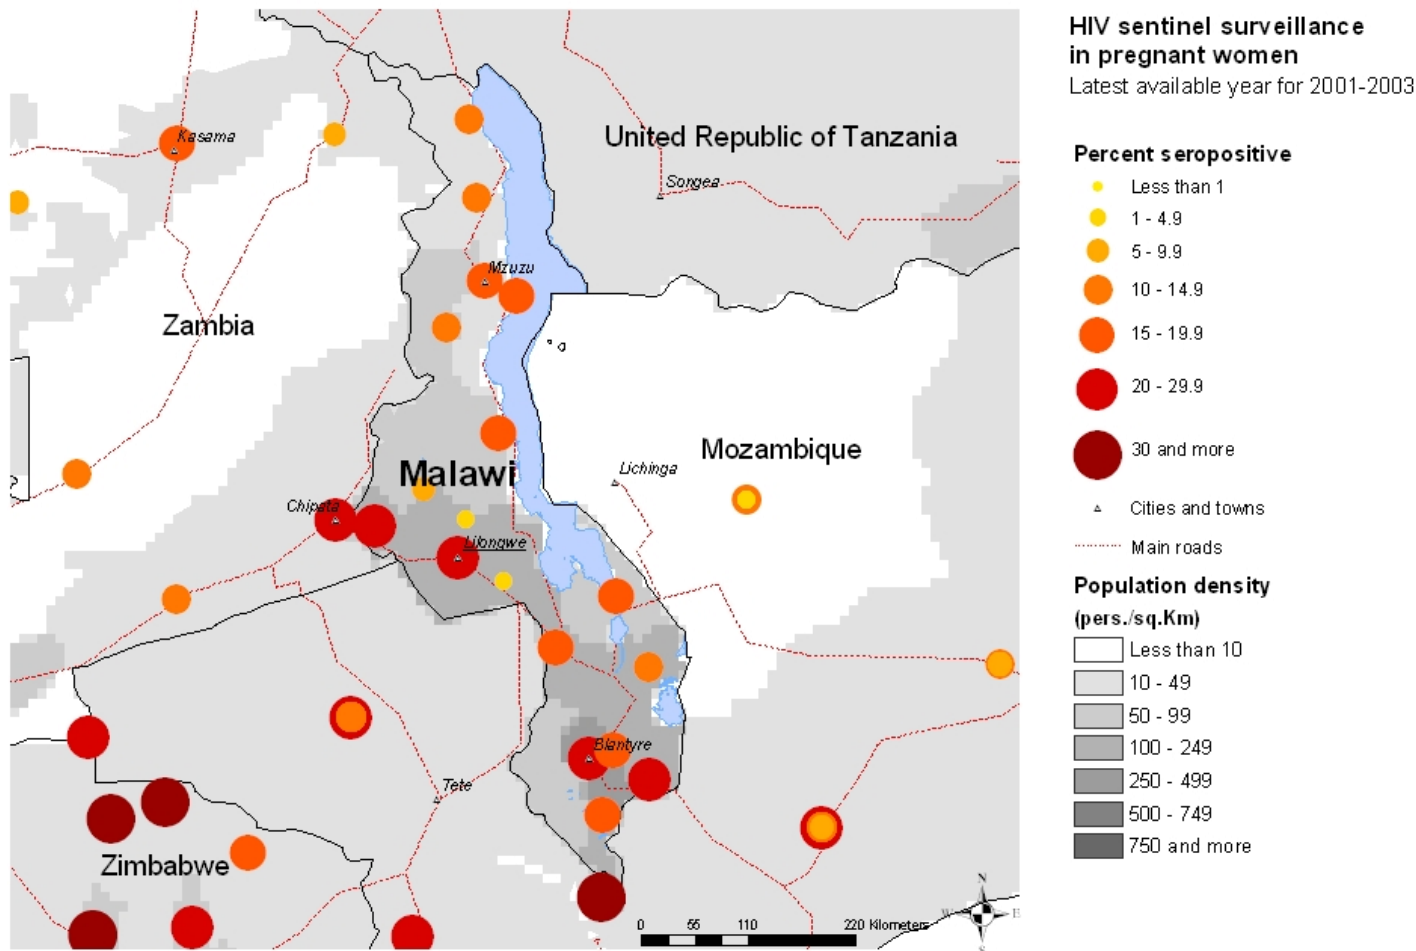 HIV sentinel surveillance
in pregnant women
Latest available year for 2001-2003
Percent seropositive
Less than 1
1 - 4.9
5 - 9.9
10 - 14.9
15 - 19.9
20 - 29.9
30 and more
Cities and towns
Main roads
Population density
(pers./sq.Km)
Less than 10
10 - 49
50 - 99
100 - 249
250 - 499
500 - 749
750 and more
Kasama
United Republic of Tanzania
Songea
Mzuzu
Zambia
Mozambique
Malawi
Lichinga
Chipata
Lilongwe
Blantyre
Tete
Zimbabwe
0 55 110 220 Kilometers
N
W E
S